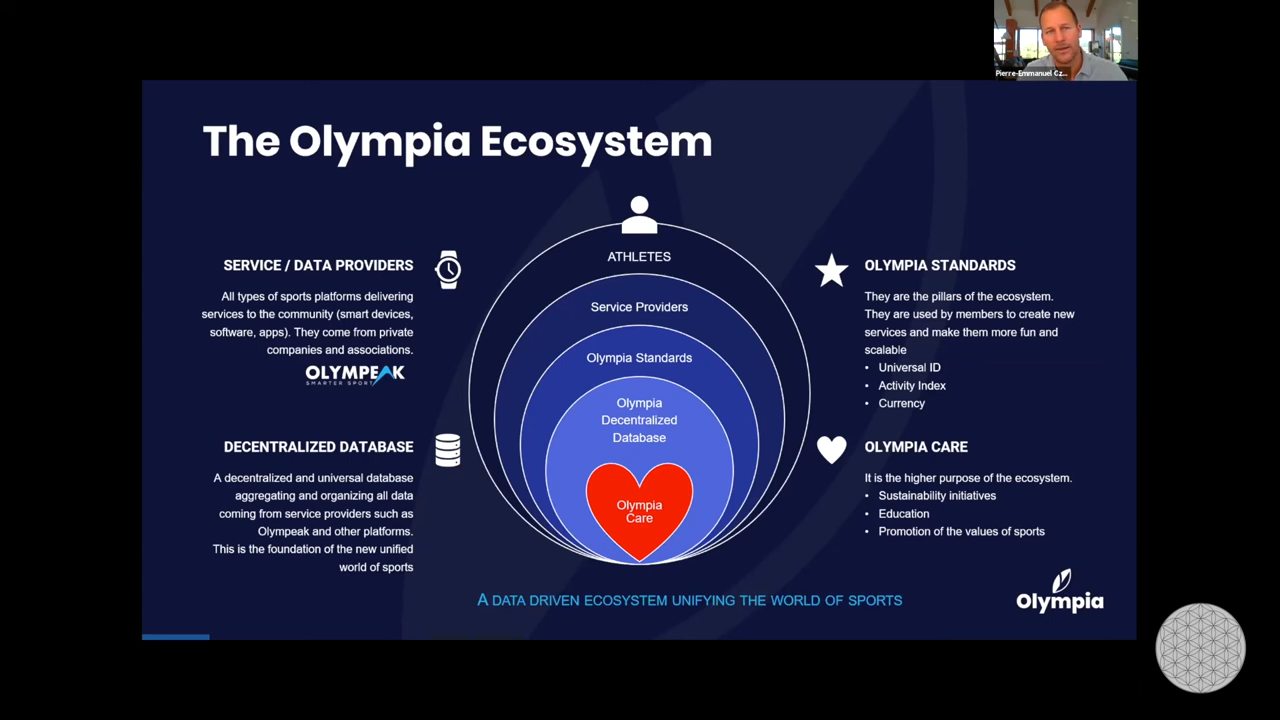 Pierre-Emmanuel Cz...
The Olympia Ecosystem
SERVICE / DATA PROVIDERS
All types of sports platforms delivering
services to the community (smart devices,
software, apps). They come from private
companies and associations.
OLYMPEAK
SMARTER SPORT
DECENTRALIZED DATABASE
A decentralized and universal database
aggregating and organizing all data
coming from service providers such as
Olympeak and other platforms.
This is the foundation of the new unified
world of sports
ATHLETES
Service Providers
Olympia Standards
Olympia
Decentralized
Database
Olympia
Care
OLYMPIA STANDARDS
They are the pillars of the ecosystem.
They are used by members to create new
services and make them more fun and
scalable
• Universal ID
• Activity Index
• Currency
OLYMPIA CARE
It is the higher purpose of the ecosystem.
• Sustainability initiatives
• Education
• Promotion of the values of sports
A DATA DRIVEN ECOSYSTEM UNIFYING THE WORLD OF SPORTS
Olympia